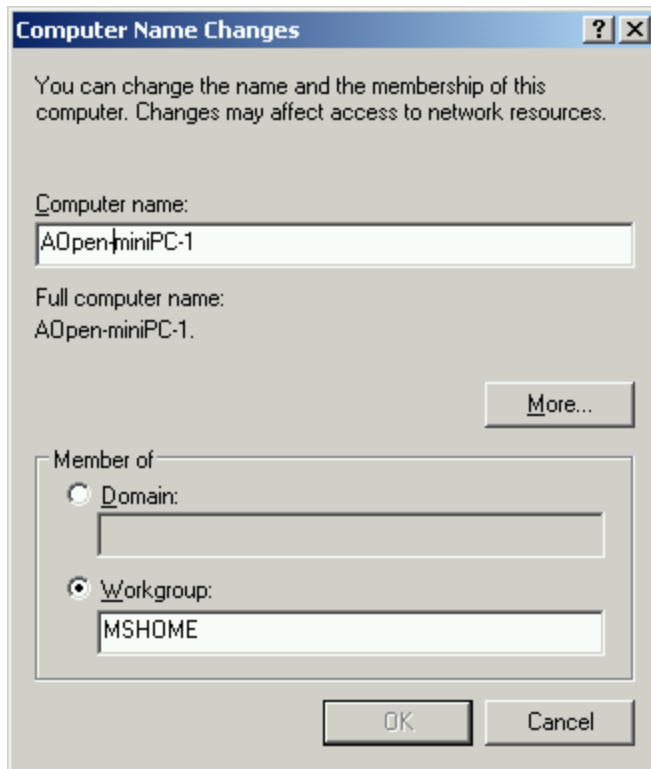 Computer Name Changes
You can change the name and the membership of this
computer. Changes may affect access to network resources.
Computer name:
AOpen-miniPC-1
Full computer name:
AOpen-miniPC-1.
More...
Member of
Domain:
Workgroup:
MSHOME
OK Cancel